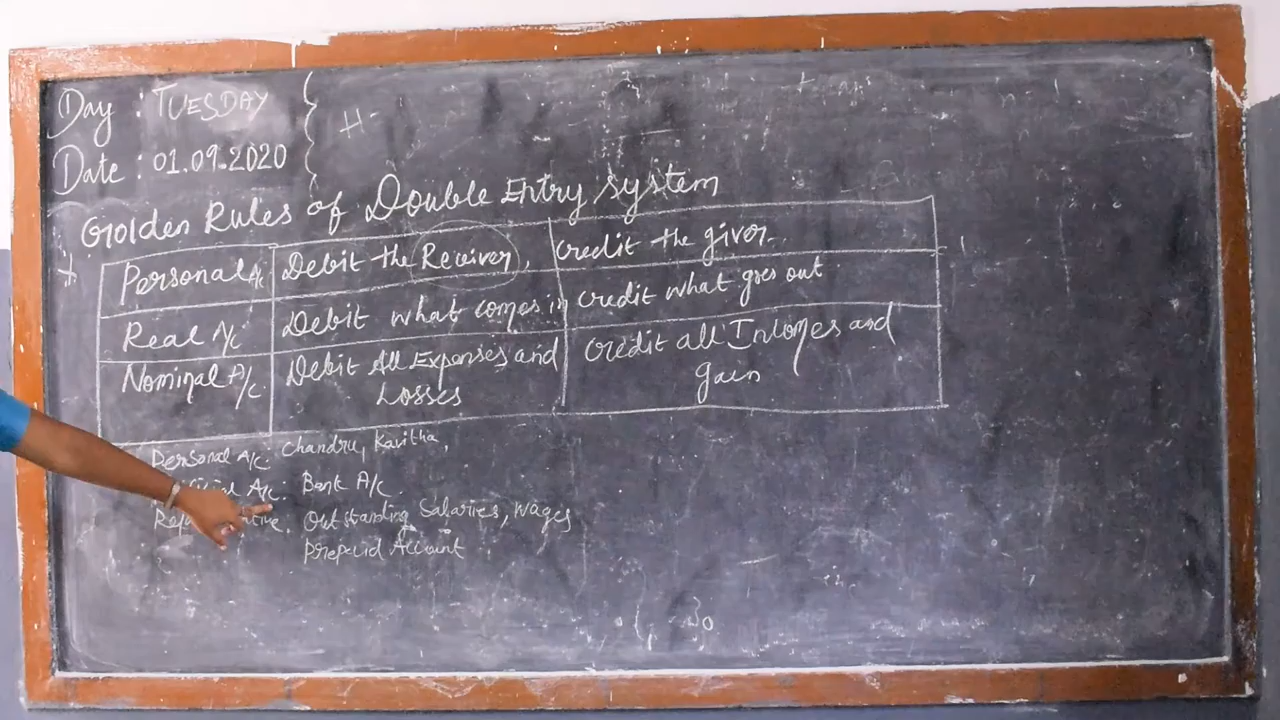 Day : TUESDAY
Date : 01.09.2020
Golden Rules of Double Entry System
Personal A/c Debit the Receiver, credit the giver.
Real A/c Debit what comes in credit what goes out
Nominal A/c Debit All Expenses and Losses credit all Incomes and gain
Personal A/c: Chandru, Kavitha,
A/c: Bank A/c
Outstanding Salaries, wages
Prepaid Account